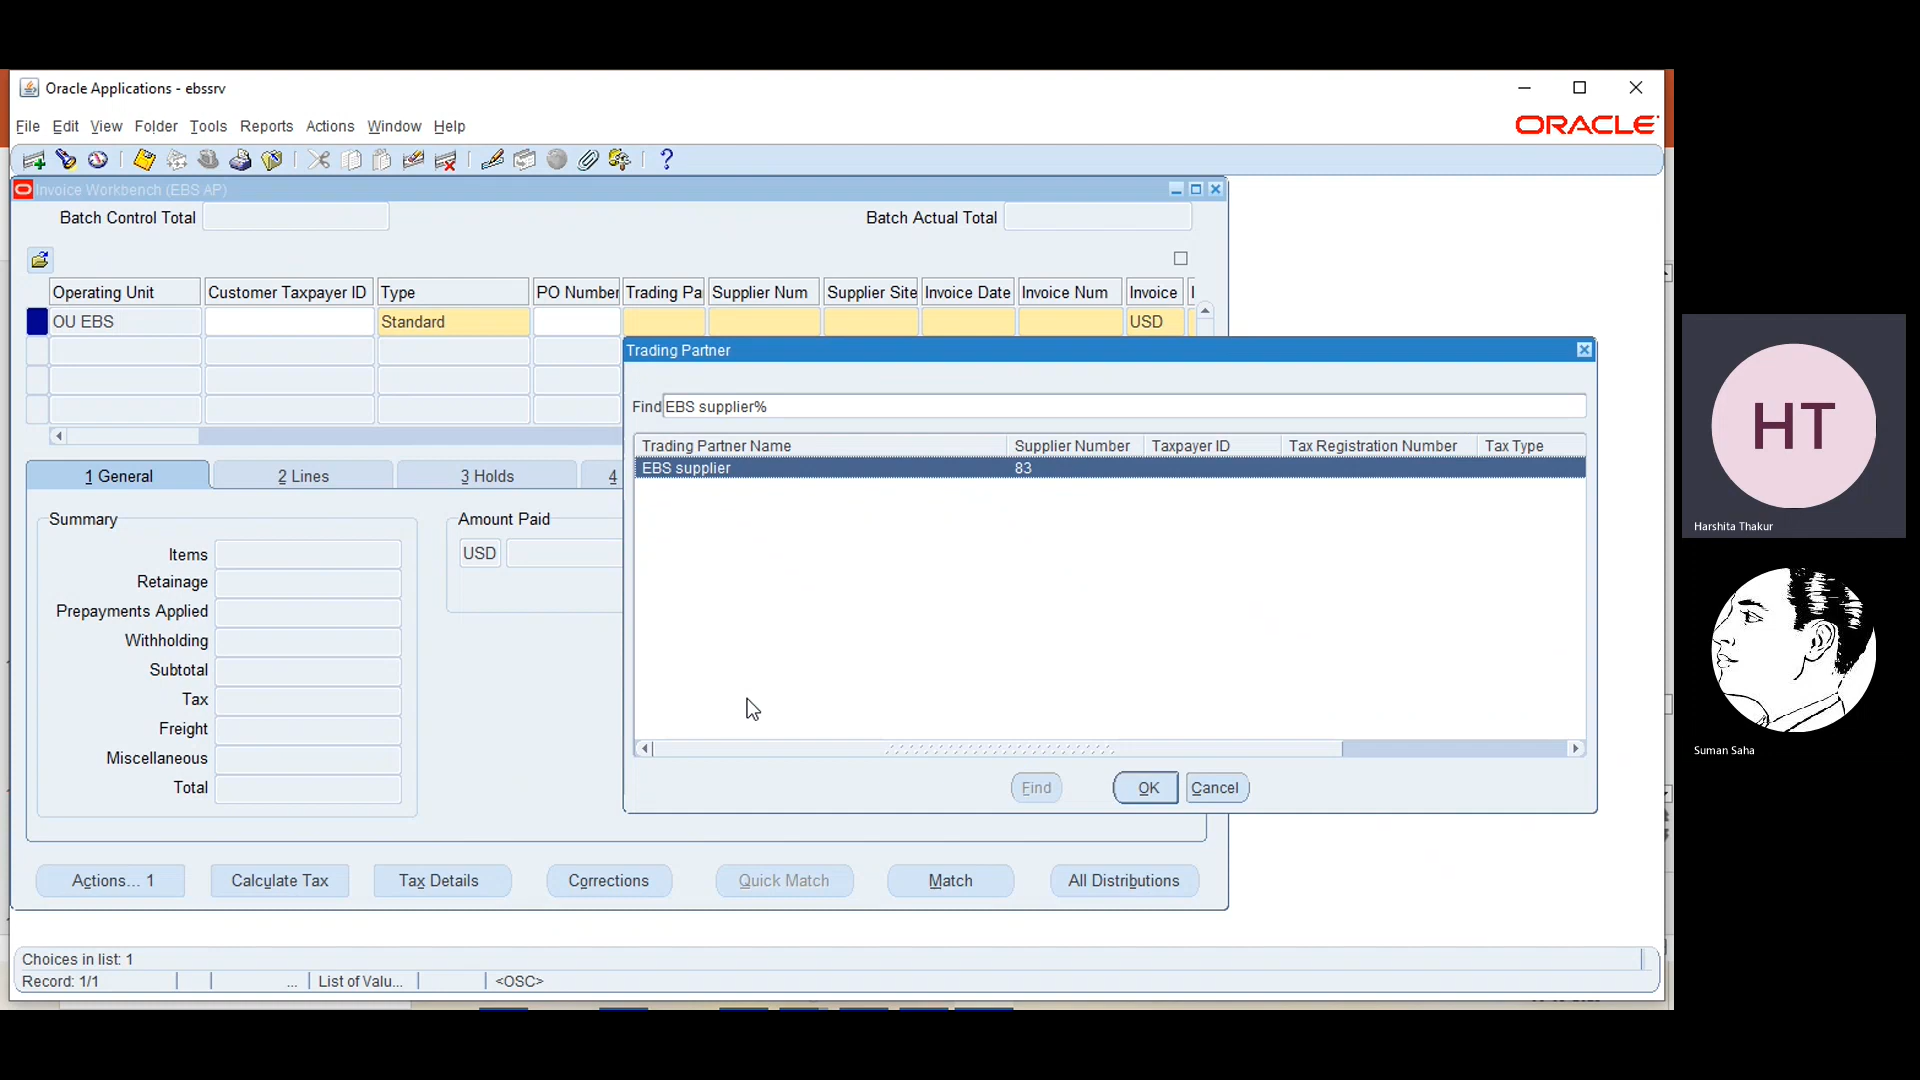 Oracle Applications - ebssrv
File Edit View Folder Tools Reports Actions Window Help
ORACLE
Invoice Workbench (EBS AP)
Batch Control Total
Batch Actual Total
Operating Unit Customer Taxpayer ID Type PO Number Trading Pa Supplier Num Supplier Site Invoice Date Invoice Num Invoice
OU EBS Standard USD
Trading Partner
Find EBS supplier%
Trading Partner Name Supplier Number Taxpayer ID Tax Registration Number Tax Type
EBS supplier 83
1 General 2 Lines 3 Holds 4
Summary
Items
Retainage
Prepayments Applied
Withholding
Subtotal
Tax
Freight
Miscellaneous
Total
Amount Paid
USD
Find OK Cancel
Actions... 1 Calculate Tax Tax Details Corrections Quick Match Match All Distributions
Choices in list: 1
Record: 1/1 ... List of Valu... <OSC>
HT
Harshita Thakur
Suman Saha